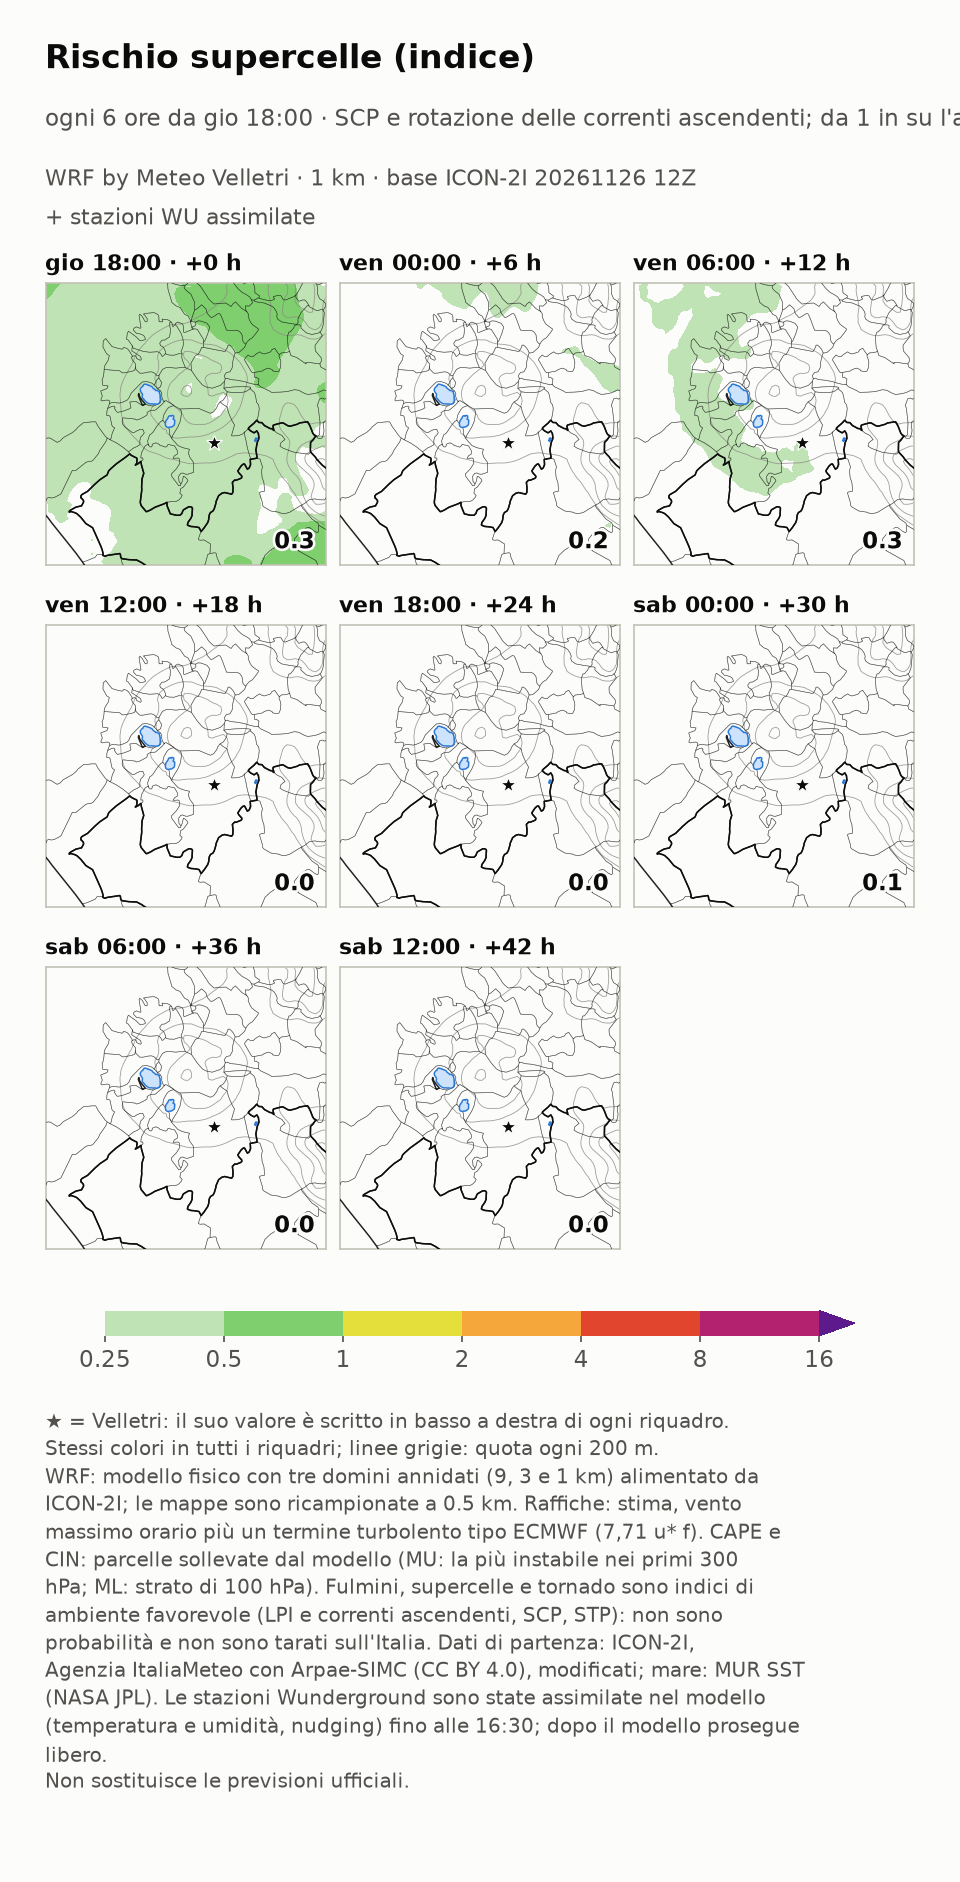 Rischio supercelle (indice)
ogni 6 ore da gio 18:00 · SCP e rotazione delle correnti ascendenti; da 1 in su
WRF by Meteo Velletri · 1 km · base ICON-2I 20261126 12Z
+ stazioni WU assimilate
gio 18:00 · +0 h
ven 00:00 · +6 h
ven 06:00 · +12 h
0.3
0.2
0.3
ven 12:00 · +18 h
ven 18:00 · +24 h
sab 00:00 · +30 h
0.0
0.0
0.1
sab 06:00 · +36 h
sab 12:00 · +42 h
0.0
0.0
0.25
0.5
1
2
4
8
16
★ = Velletri: il suo valore è scritto in basso a destra di ogni riquadro.
Stessi colori in tutti i riquadri; linee grigie: quota ogni 200 m.
WRF: modello fisico con tre domini annidati (9, 3 e 1 km) alimentato da
ICON-2I; le mappe sono ricampionate a 0.5 km. Raffiche: stima, vento
massimo orario più un termine turbolento tipo ECMWF (7,71 u* f). CAPE e
CIN: parcelle sollevate dal modello (MU: la più instabile nei primi 300
hPa; ML: strato di 100 hPa). Fulmini, supercelle e tornado sono indici di
ambiente favorevole (LPI e correnti ascendenti, SCP, STP): non sono
probabilità e non sono tarati sull'Italia. Dati di partenza: ICON-2I,
Agenzia ItaliaMeteo con Arpae-SIMC (CC BY 4.0), modificati; mare: MUR SST
(NASA JPL). Le stazioni Wunderground sono state assimilate nel modello
(temperatura e umidità, nudging) fino alle 16:30; dopo il modello prosegue
libero.
Non sostituisce le previsioni ufficiali.